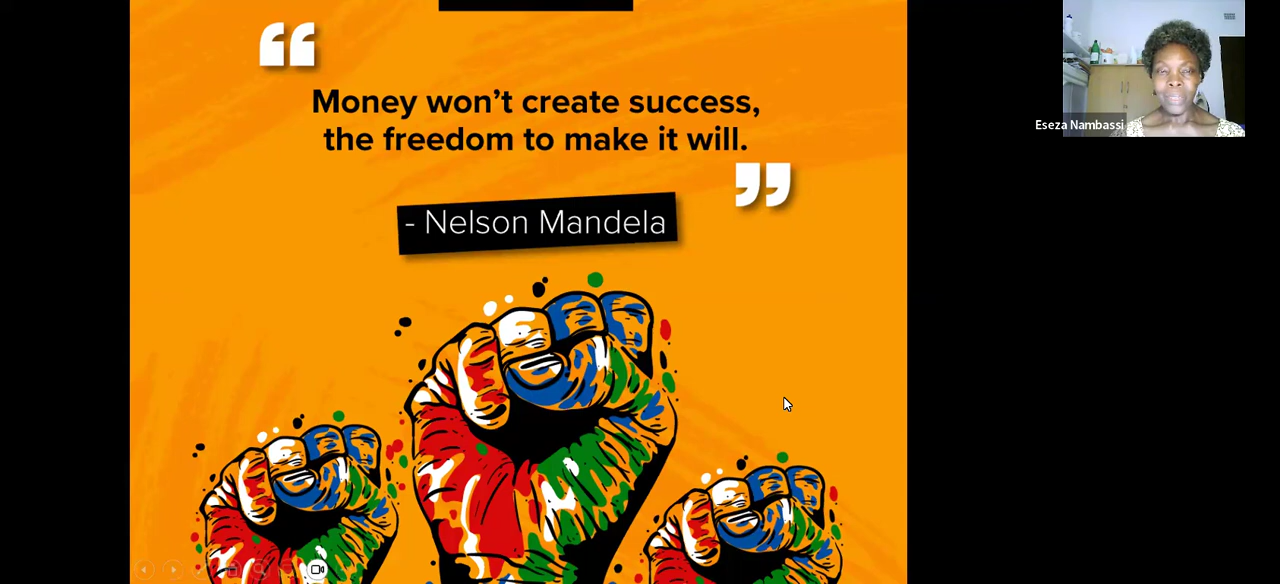 “
Money won’t create success,
the freedom to make it will.
”
- Nelson Mandela
Eseza Nambassi